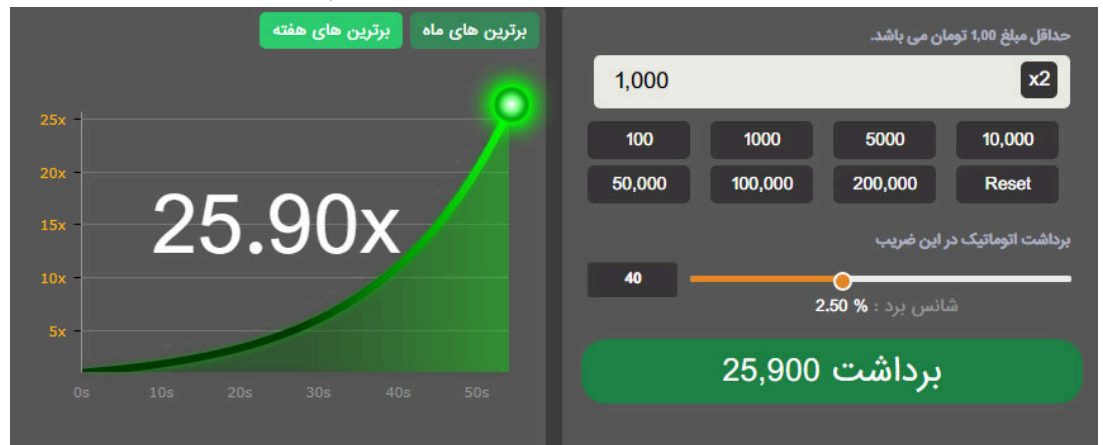 برترین های ماه
برترین های هفته
25x
20x
15x
10x
5x
25.90x
0s 10s 20s 30s 40s 50s
حداقل مبلغ 1,00 تومان می باشد.
1,000 x2
100 1000 5000 10,000
50,000 100,000 200,000 Reset
برداشت اتوماتیک در این ضریب
40
شانس برد : % 2.50
برداشت 25,900